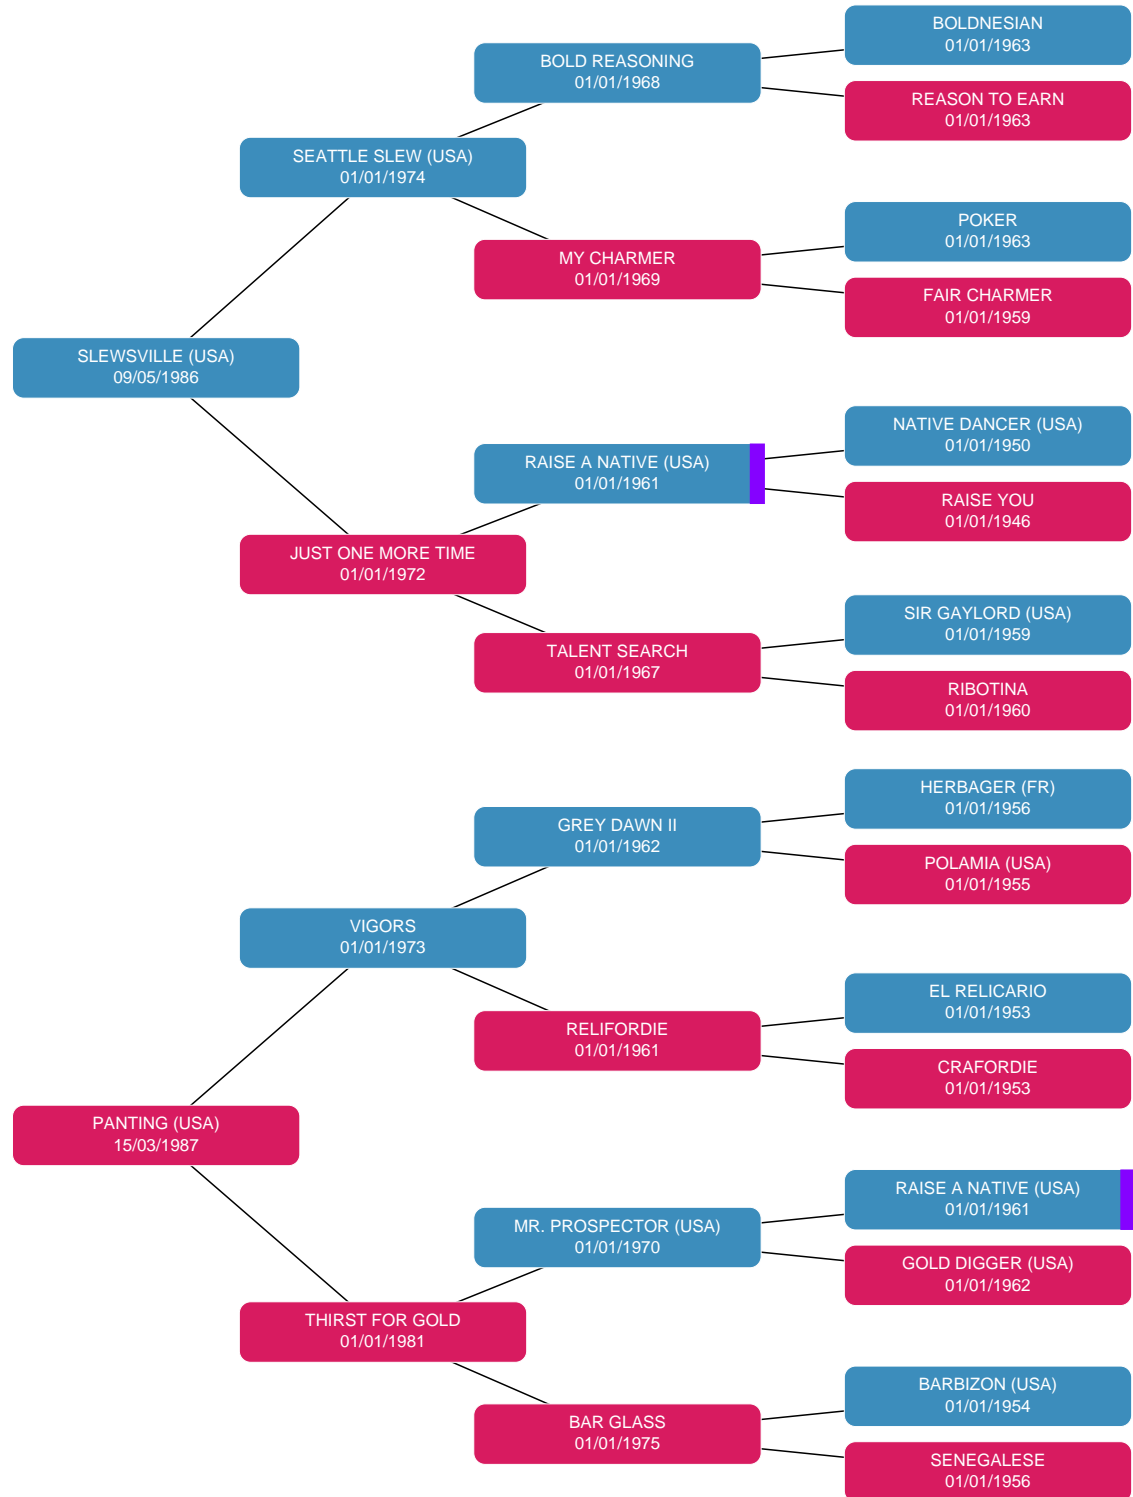 BOLDNESIAN
01/01/1963
BOLD REASONING
01/01/1968
REASON TO EARN
01/01/1963
SEATTLE SLEW (USA)
01/01/1974
POKER
01/01/1963
MY CHARMER
01/01/1969
FAIR CHARMER
01/01/1959
SLEWSVILLE (USA)
09/05/1986
NATIVE DANCER (USA)
01/01/1950
RAISE A NATIVE (USA)
01/01/1961
RAISE YOU
01/01/1946
JUST ONE MORE TIME
01/01/1972
SIR GAYLORD (USA)
01/01/1959
TALENT SEARCH
01/01/1967
RIBOTINA
01/01/1960
HERBAGER (FR)
01/01/1956
GREY DAWN II
01/01/1962
POLAMIA (USA)
01/01/1955
VIGORS
01/01/1973
EL RELICARIO
01/01/1953
RELIFORDIE
01/01/1961
CRAFORDIE
01/01/1953
PANTING (USA)
15/03/1987
RAISE A NATIVE (USA)
01/01/1961
MR. PROSPECTOR (USA)
01/01/1970
GOLD DIGGER (USA)
01/01/1962
THIRST FOR GOLD
01/01/1981
BARBIZON (USA)
01/01/1954
BAR GLASS
01/01/1975
SENEGALESE
01/01/1956